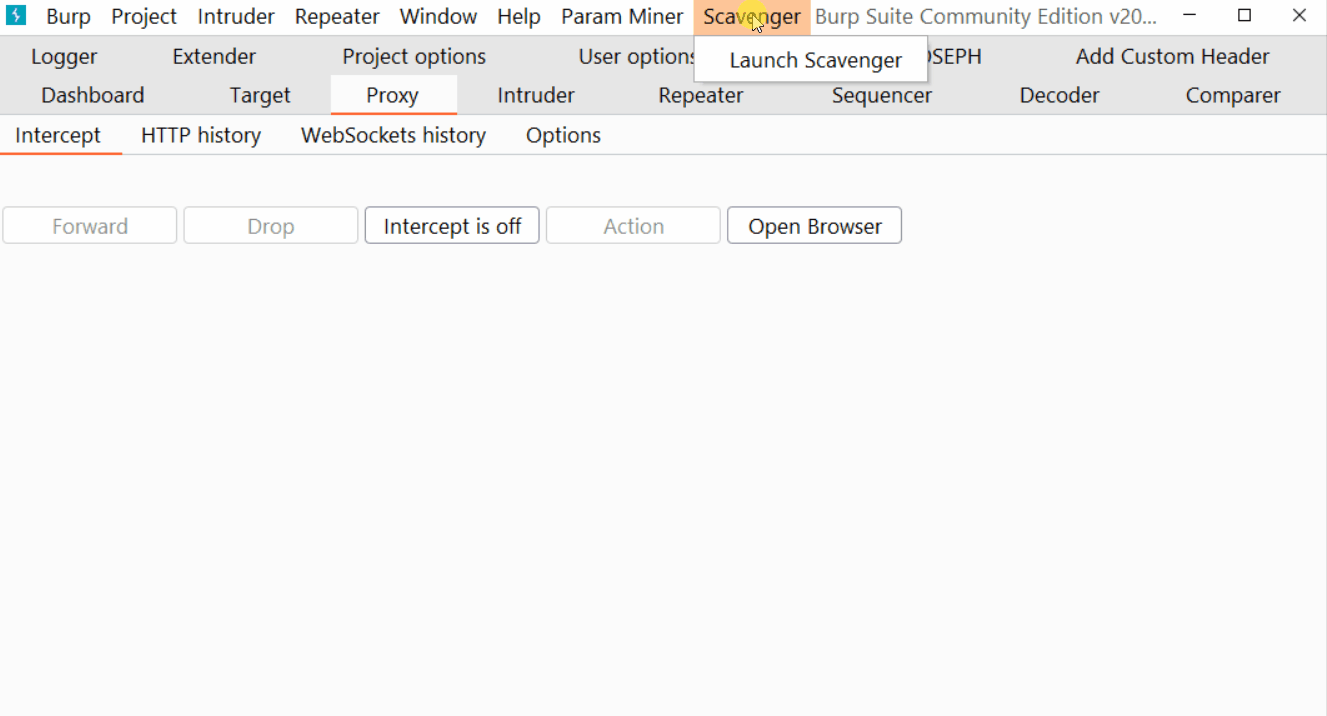 Burp Project Intruder Repeater Window Help Param Miner Scavenger Burp Suite Community Edition v20...
Launch Scavenger
Logger Extender Project options User options OSEPH Add Custom Header
Dashboard Target Proxy Intruder Repeater Sequencer Decoder Comparer
Intercept HTTP history WebSockets history Options
Forward Drop Intercept is off Action Open Browser